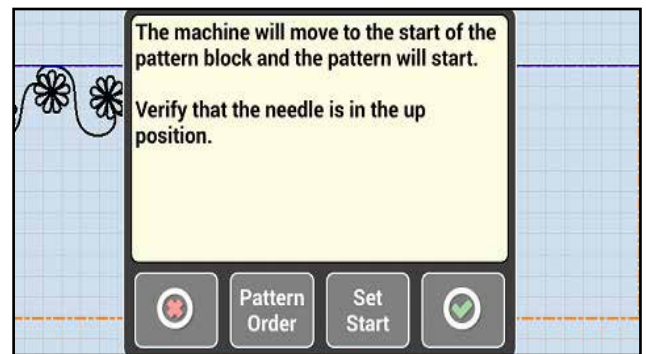 The machine will move to the start of the
pattern block and the pattern will start.
Verify that the needle is in the up
position.
Pattern
Order
Set
Start